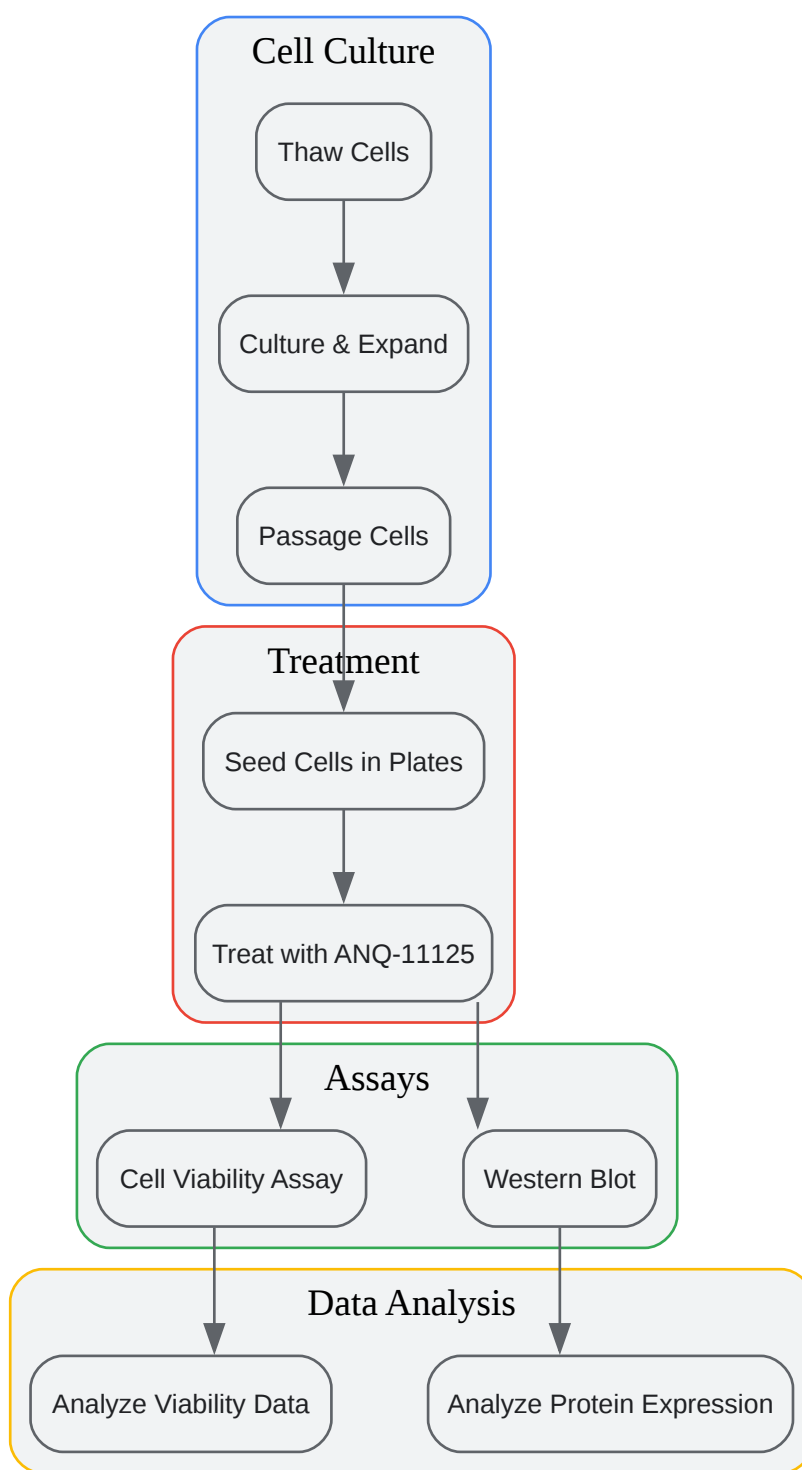 Cell Culture
Thaw Cells
Culture & Expand
Passage Cells
Treatment
Seed Cells in Plates
Treat with ANQ-11125
Assays
Cell Viability Assay
Western Blot
Data Analysis
Analyze Viability Data
Analyze Protein Expression